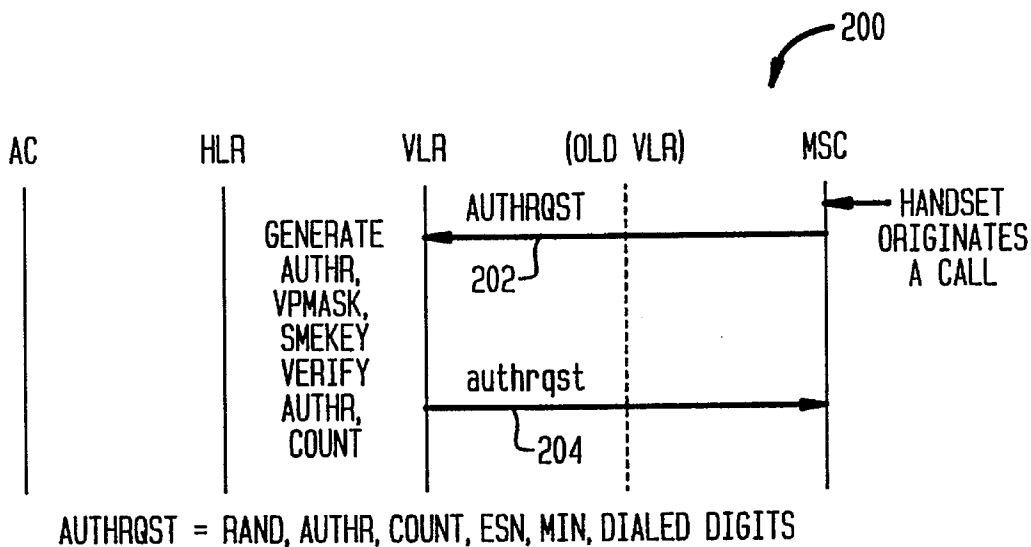 200
AC
HLR
VLR
(OLD VLR)
MSC
AUTHRQST
HANDSET
ORIGINATES
A CALL
202
GENERATE
AUTHR,
VPMASK,
SMEKEY
VERIFY
AUTHR,
COUNT
authrqst
204
AUTHRQST = RAND, AUTHR, COUNT, ESN, MIN, DIALED DIGITS